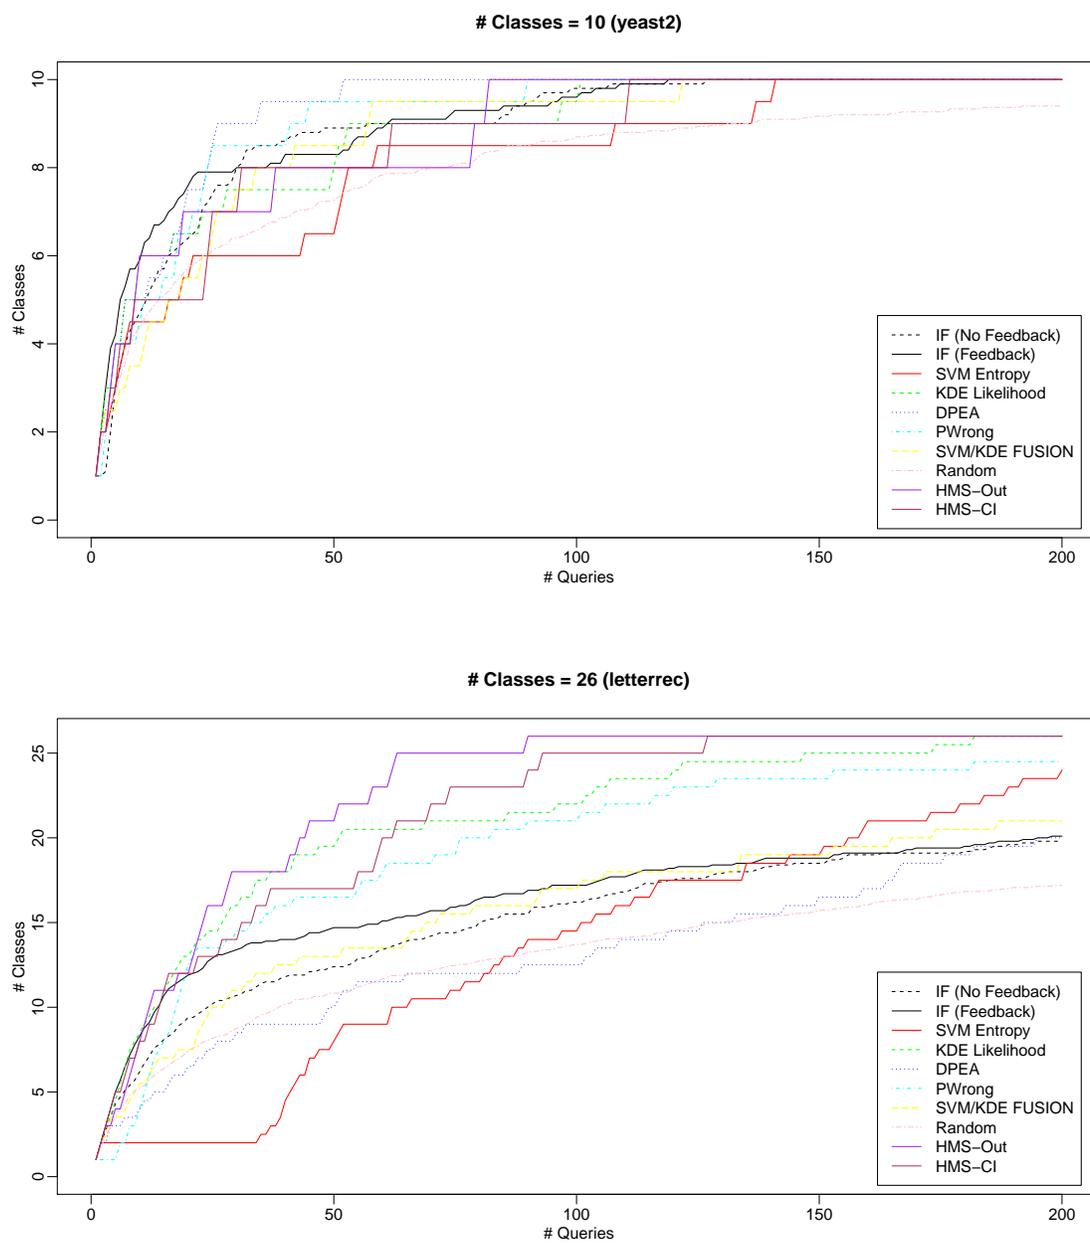 # Classes = 10 (yeast2)
10
8
6
4
2
0
# Classes
IF (No Feedback)
IF (Feedback)
SVM Entropy
KDE Likelihood
DPEA
PWrong
SVM/KDE FUSION
Random
HMS−Out
HMS−CI
0 50 100 150 200
# Queries
# Classes = 26 (letterrec)
25
20
15
10
5
0
# Classes
IF (No Feedback)
IF (Feedback)
SVM Entropy
KDE Likelihood
DPEA
PWrong
SVM/KDE FUSION
Random
HMS−Out
HMS−CI
0 50 100 150 200
# Queries